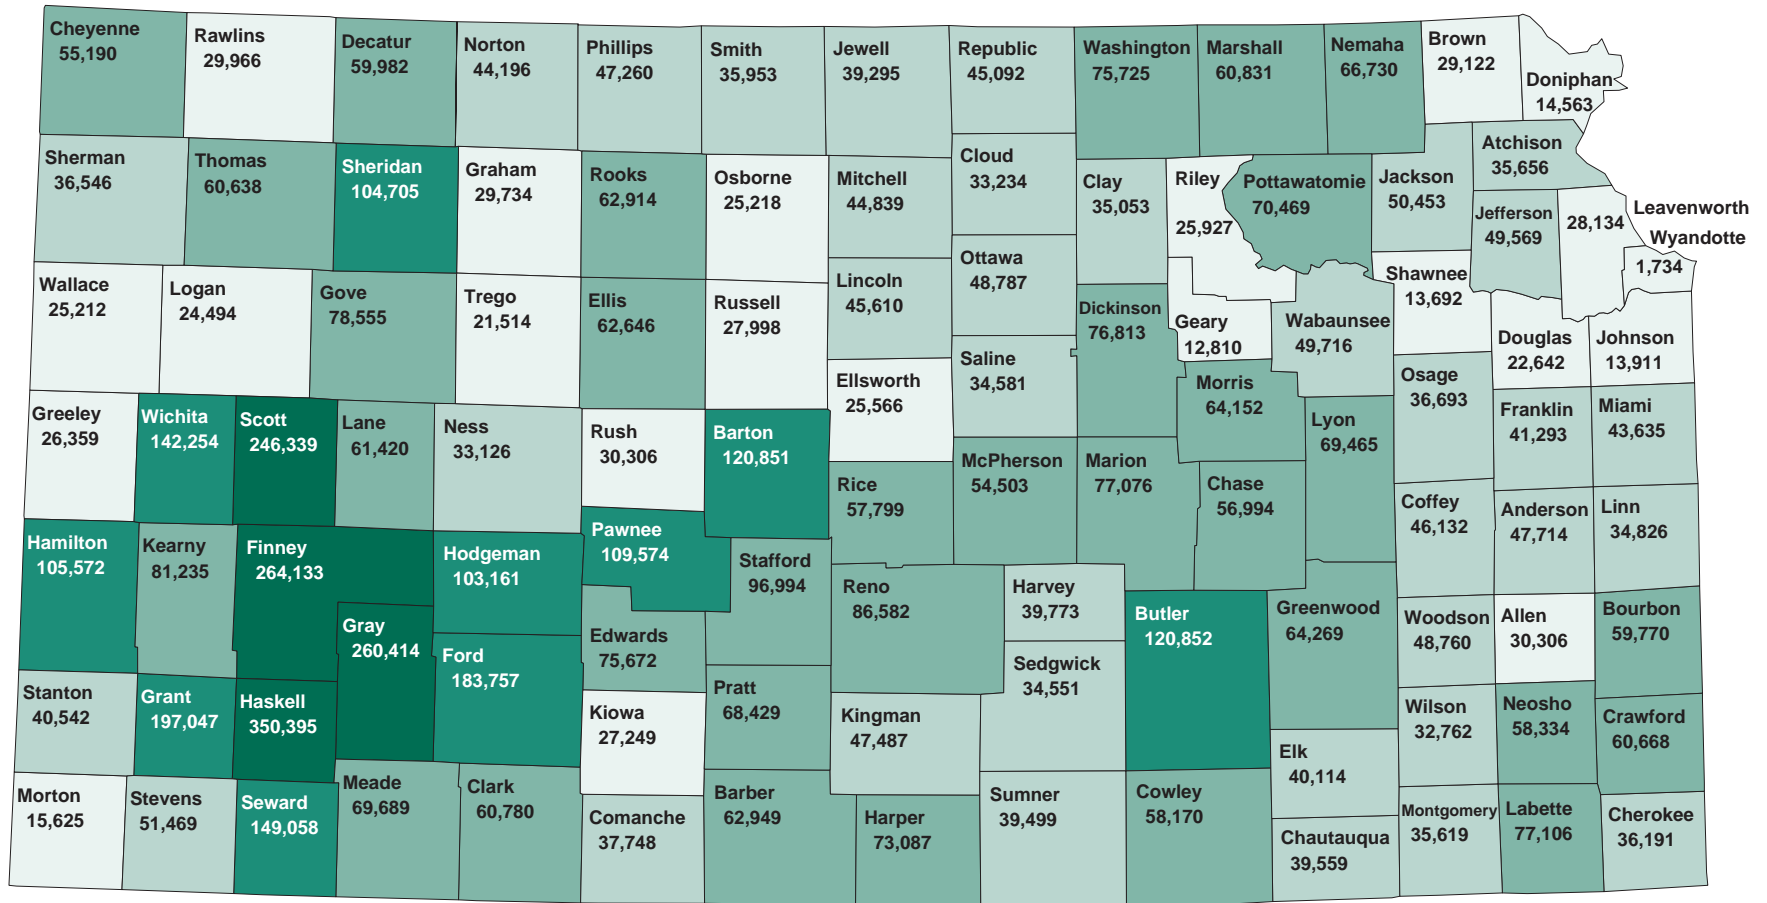 Cheyenne
55,190
Rawlins
29,966
Decatur
59,982
Norton
44,196
Phillips
47,260
Smith
35,953
Jewell
39,295
Republic
45,092
Washington
75,725
Marshall
60,831
Nemaha
66,730
Brown
29,122
Doniphan
14,563
Sherman
36,546
Thomas
60,638
Sheridan
104,705
Graham
29,734
Rooks
62,914
Osborne
25,218
Mitchell
44,839
Cloud
33,234
Clay
35,053
Riley
25,927
Pottawatomie
70,469
Jackson
50,453
Atchison
35,656
Jefferson
49,569
Leavenworth
28,134
Wyandotte
1,734
Wallace
25,212
Logan
24,494
Gove
78,555
Trego
21,514
Ellis
62,646
Russell
27,998
Lincoln
45,610
Ottawa
48,787
Dickinson
76,813
Geary
12,810
Wabaunsee
49,716
Shawnee
13,692
Douglas
22,642
Johnson
13,911
Saline
34,581
Ellsworth
25,566
Morris
64,152
Osage
36,693
Greeley
26,359
Wichita
142,254
Scott
246,339
Lane
61,420
Ness
33,126
Rush
30,306
Barton
120,851
Rice
57,799
McPherson
54,503
Marion
77,076
Chase
56,994
Lyon
69,465
Franklin
41,293
Miami
43,635
Coffey
46,132
Anderson
47,714
Linn
34,826
Hamilton
105,572
Kearny
81,235
Finney
264,133
Hodgeman
103,161
Pawnee
109,574
Stafford
96,994
Reno
86,582
Harvey
39,773
Butler
120,852
Greenwood
64,269
Woodson
48,760
Allen
30,306
Bourbon
59,770
Gray
260,414
Ford
183,757
Edwards
75,672
Sedgwick
34,551
Stanton
40,542
Grant
197,047
Haskell
350,395
Kiowa
27,249
Pratt
68,429
Kingman
47,487
Elk
40,114
Wilson
32,762
Neosho
58,334
Crawford
60,668
Morton
15,625
Stevens
51,469
Seward
149,058
Meade
69,689
Clark
60,780
Comanche
37,748
Barber
62,949
Harper
73,087
Sumner
39,499
Cowley
58,170
Chautauqua
39,559
Montgomery
35,619
Labette
77,106
Cherokee
36,191